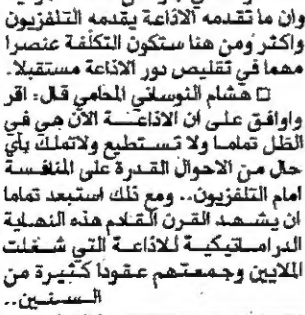 وان ما تقدمه الاذاعة يقدمه التلفزيون
واكثر ومن هنا ستكون التكلفة عنصرا
مهما في تقليص دور الاذاعة مستقبلا.
□ هشام النوساني المحامي قال: اقر
واوافق على ان الاذاعة الان هي في
الظل تماما ولا تستطيع ولاتملك بأي
حال من الاحوال القدرة على المنافسة
امام التلفزيون.. ومع ذلك استبعد تماما
ان يشهد القرن القادم هذه النهاية
الدراماتيكية للاذاعة التي شغلت
الملايين وجمعتهم عقودا كثيرة من
السنين..